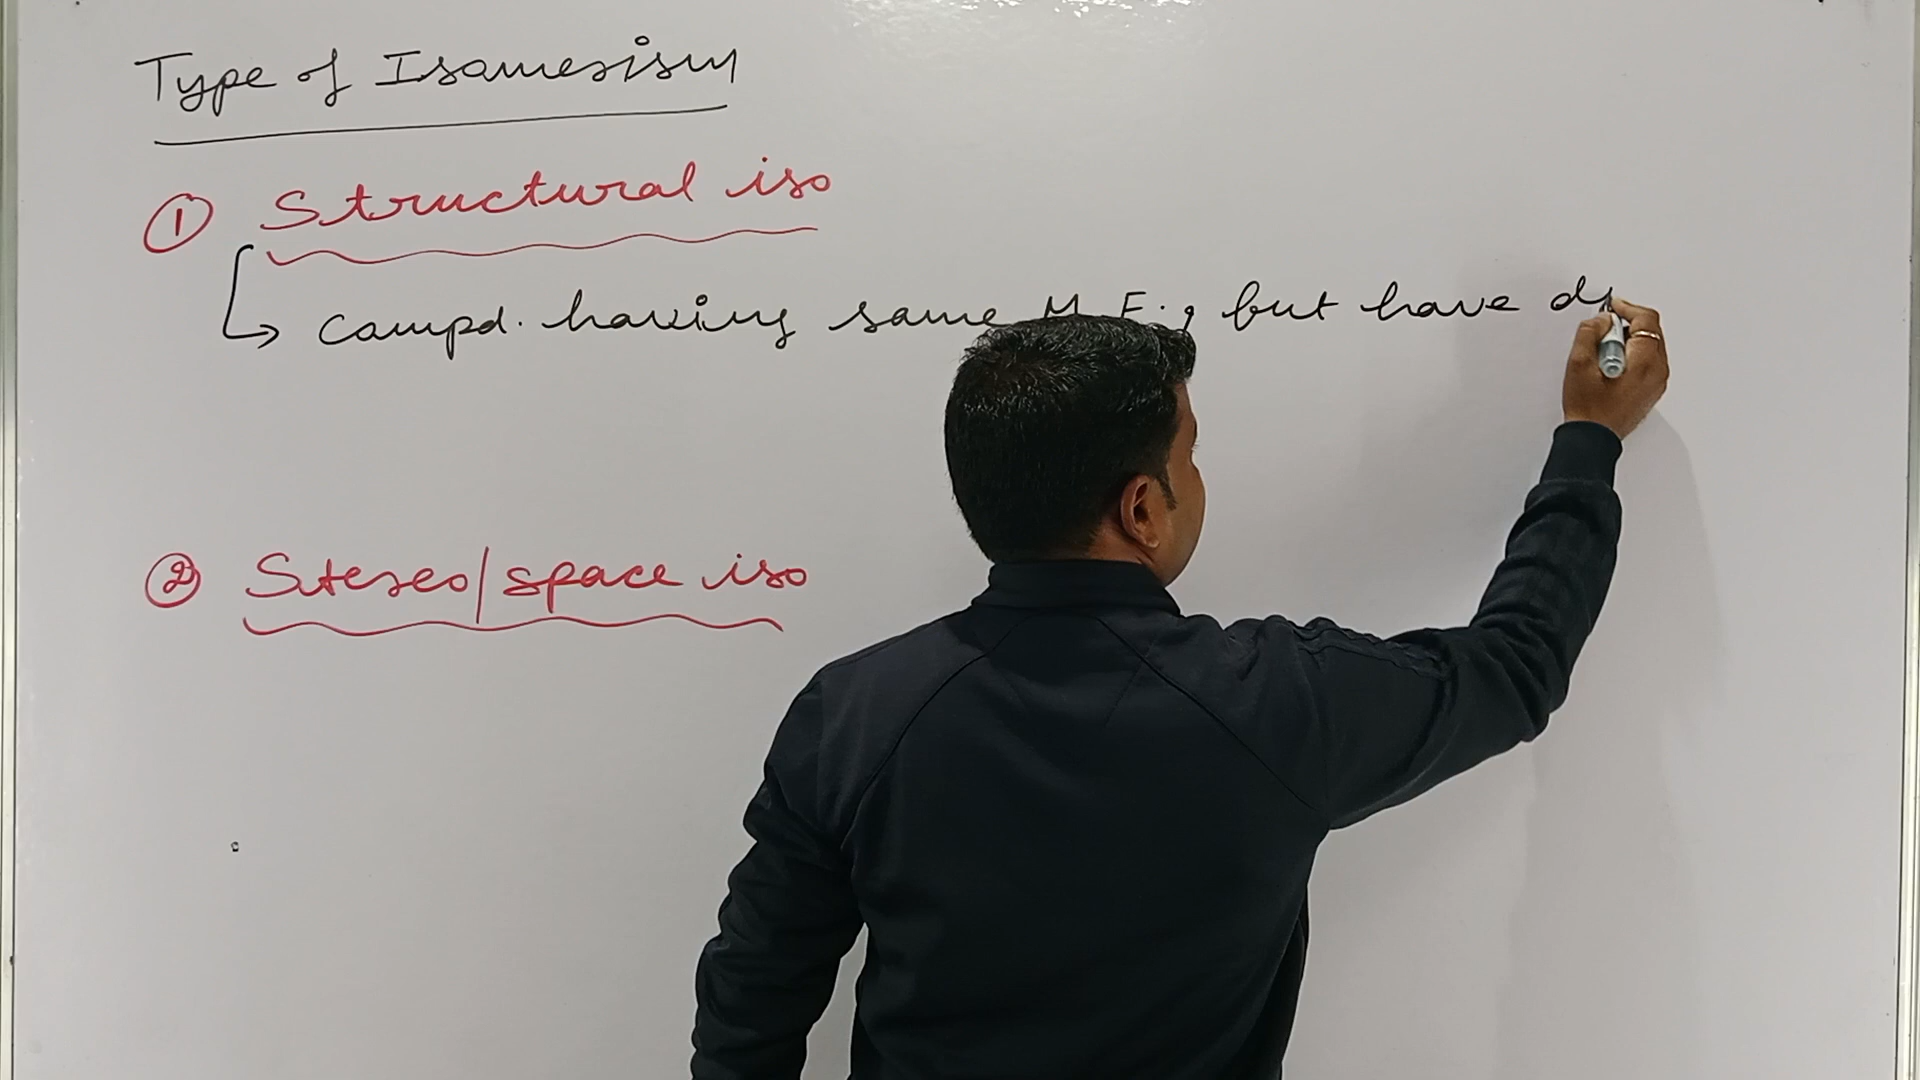 Type of Isomerism
① Structural iso
↳ compd. having same M.F.; but have
② Stereo/space iso